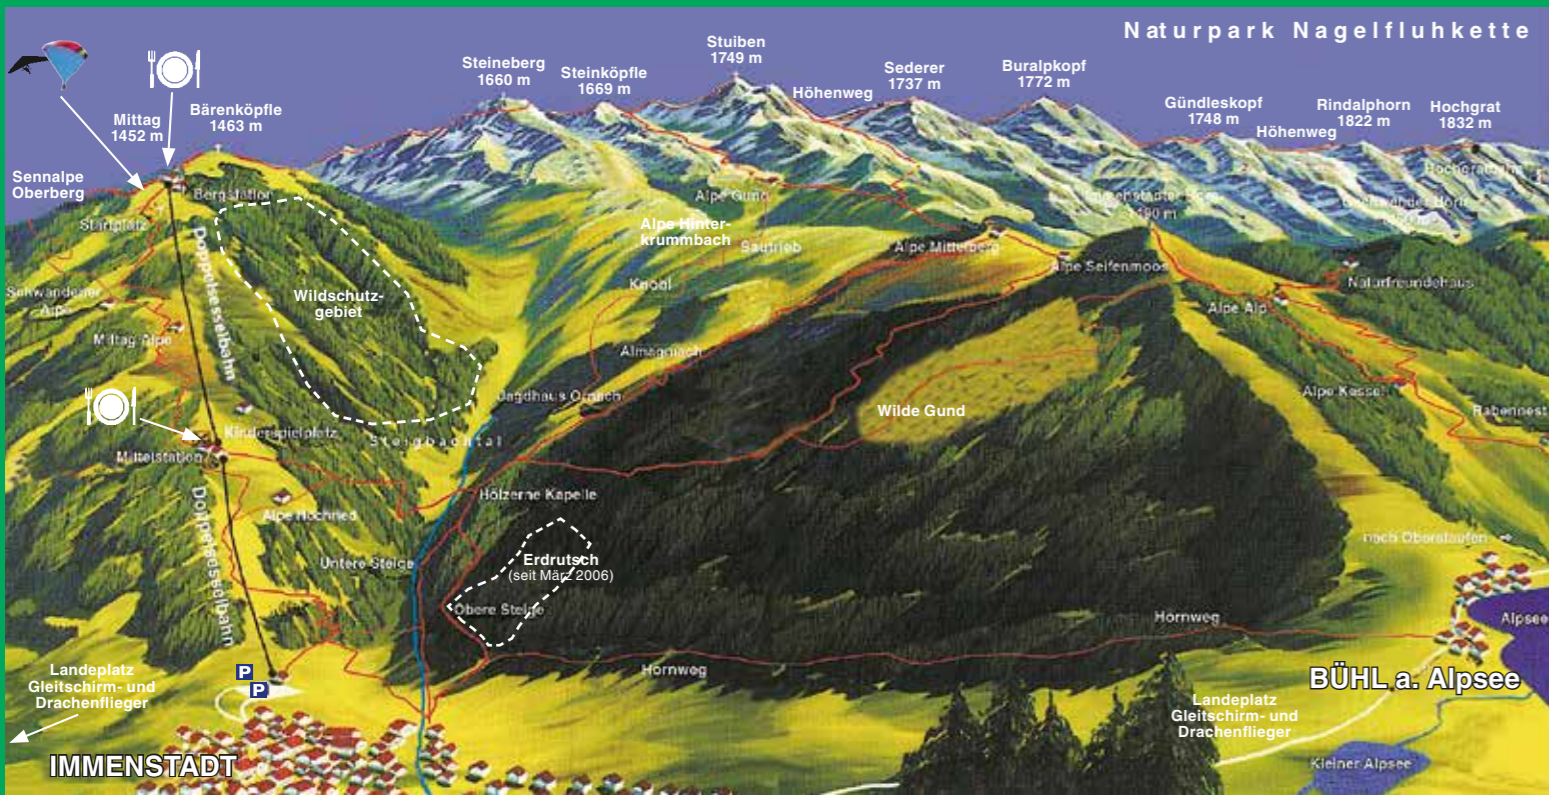 Naturpark Nagelfluhkette
Stuiben
1749 m
Steineberg
1660 m
Steinköpfle
1669 m
Höhenweg
Sederer
1737 m
Buralpkopf
1772 m
Gündleskopf
1748 m
Höhenweg
Rindalphorn
1822 m
Hochgrat
1832 m
Bärenköpfle
1463 m
Mittag
1452 m
Sennalpe
Oberberg
Bergstation
Startplatz
Doppelsesselbahn
Wildschutz-
gebiet
Schwandener
Alpe
Mittag-Alpe
Alpe Gund
Alpe Hinter-
krummbach
Sautrieb
Knobl
Alpe Mitterberg
Alpe Seifenmoos
Naturfreundehaus
Alpe Alp
Almagmach
Jagdhaus Ornach
Wilde Gund
Alpe Kessel
Rabennest
Kinderspielplatz
Steigbachtal
Mittelstation
Doppelsesselbahn
Hölzerne Kapelle
Alpe Hochried
Untere Steige
Erdrutsch
(seit März 2006)
Obere Steige
nach Oberstaufen
Hornweg
Hornweg
Alpsee
BÜHL a. Alpsee
P
P
Landeplatz
Gleitschirm- und
Drachenflieger
Landeplatz
Gleitschirm- und
Drachenflieger
IMMENSTADT
Kleiner Alpsee